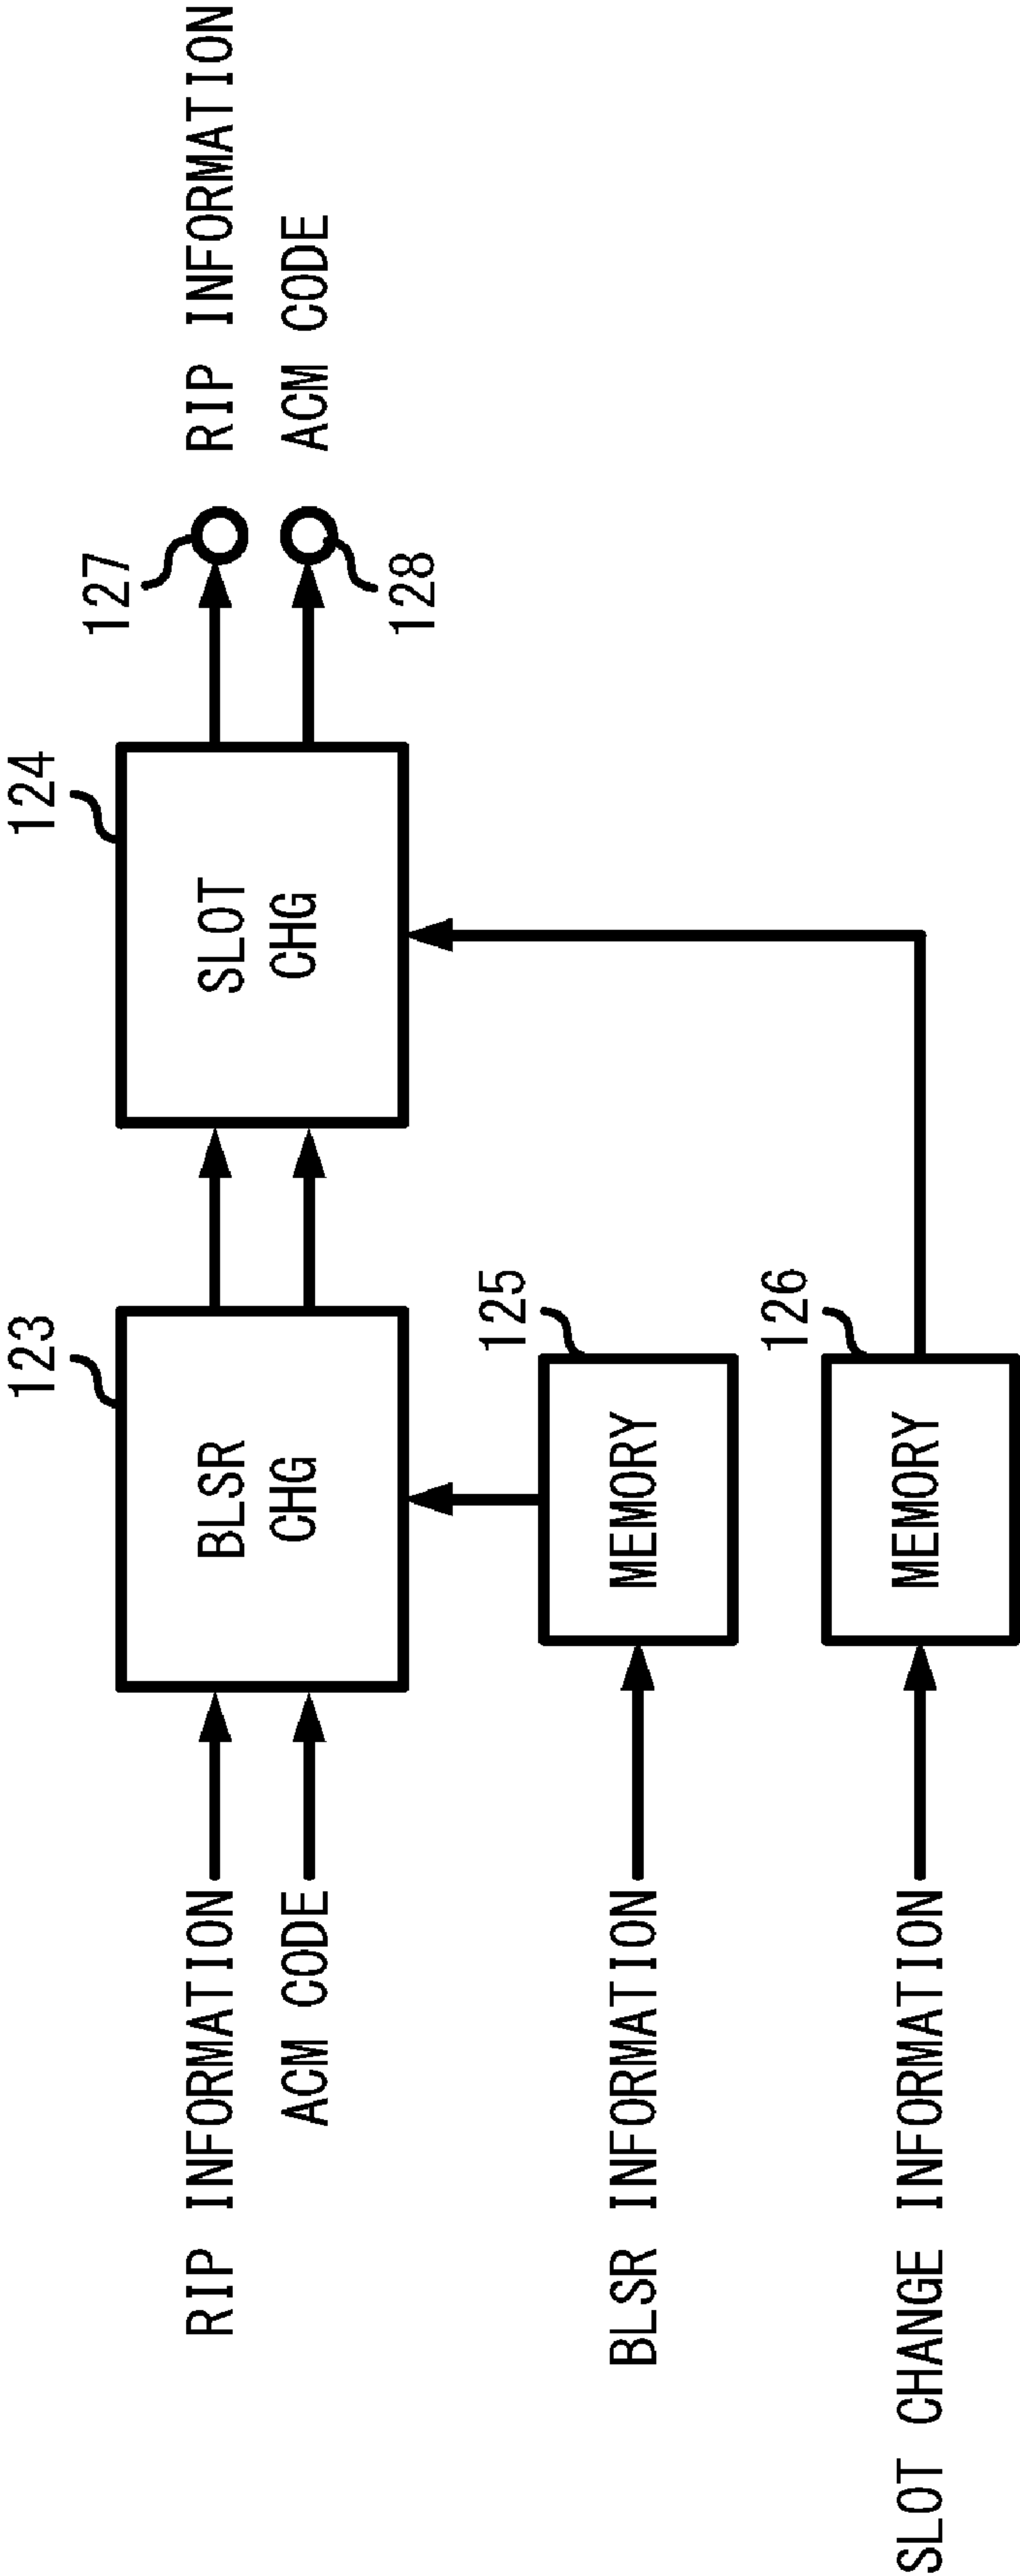 123
124
127
RIP INFORMATION
BLSR
CHG
SLOT
CHG
RIP INFORMATION
ACM CODE
ACM CODE
128
125
BLSR INFORMATION
MEMORY
126
SLOT CHANGE INFORMATION
MEMORY